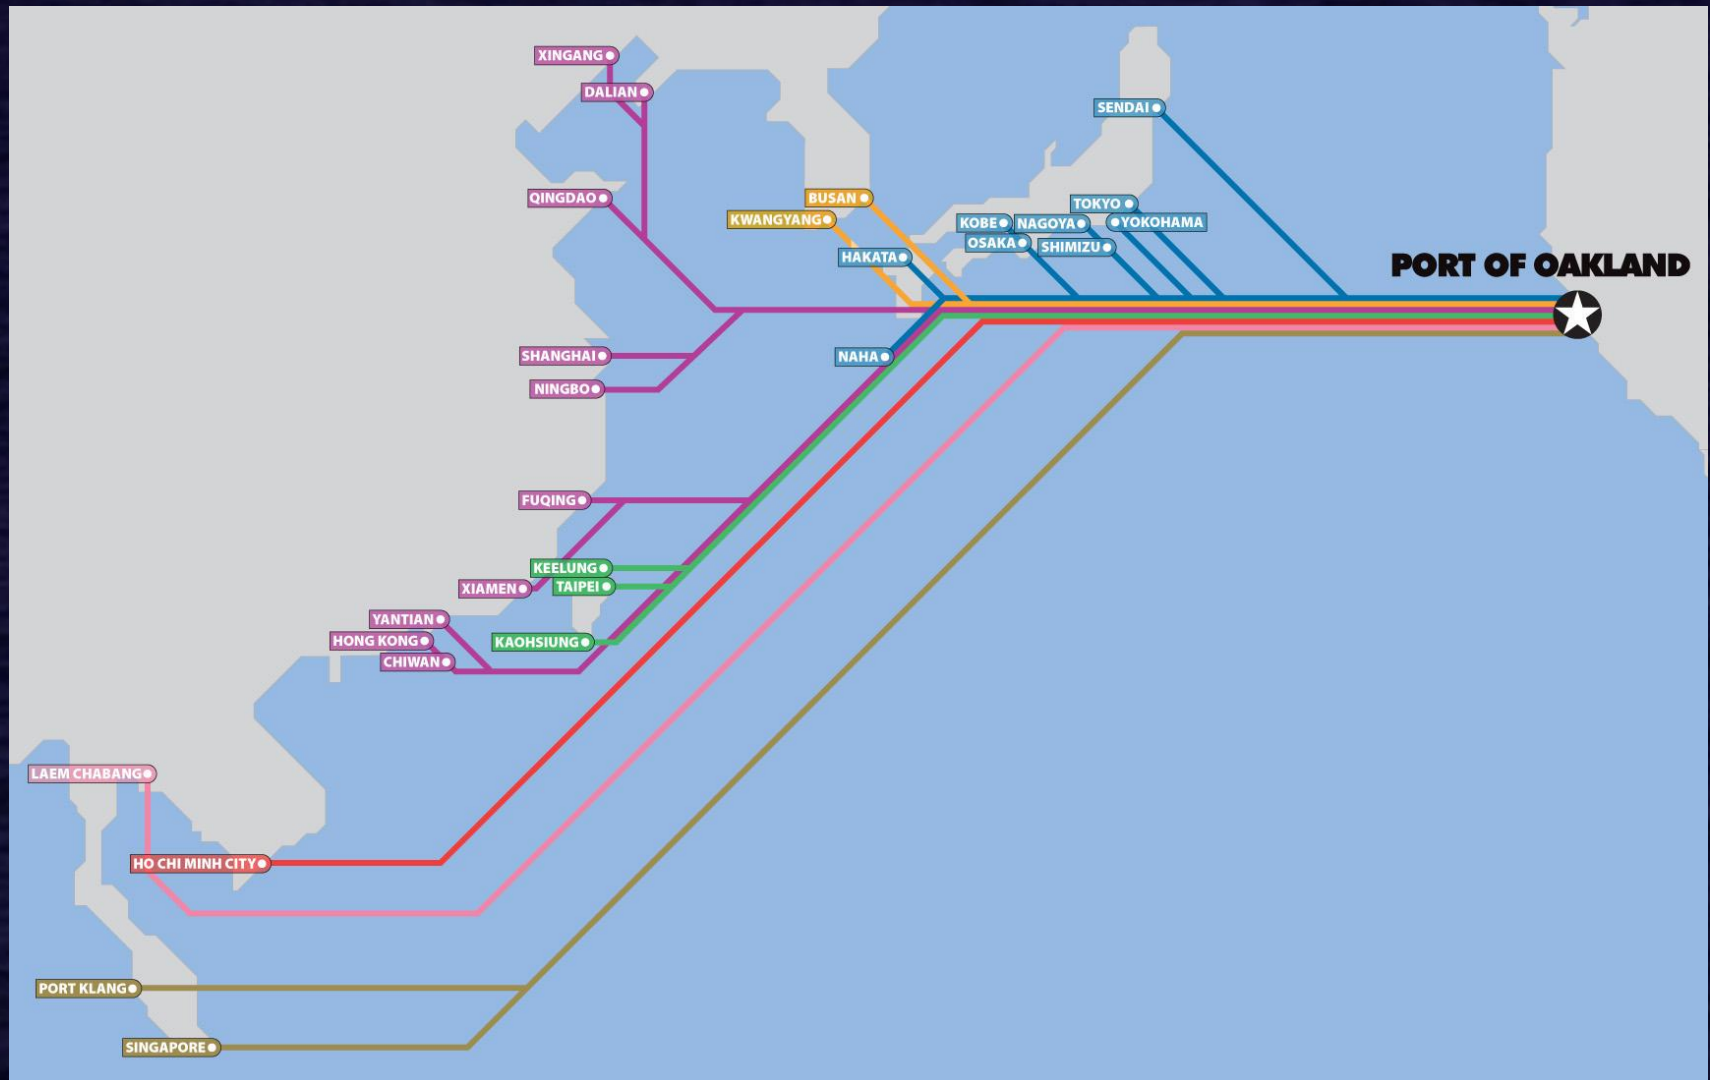 XINGANG
DALIAN
SENDAI
QINGDAO
BUSAN
KWANGYANG
TOKYO
KOBE
NAGOYA
YOKOHAMA
OSAKA
SHIMIZU
HAKATA
PORT OF OAKLAND
SHANGHAI
NAHA
NINGBO
FUQING
KEELUNG
TAIPEI
XIAMEN
YANTIAN
HONG KONG
KAOHSIUNG
CHIWAN
LAEM CHABANG
HO CHI MINH CITY
PORT KLANG
SINGAPORE